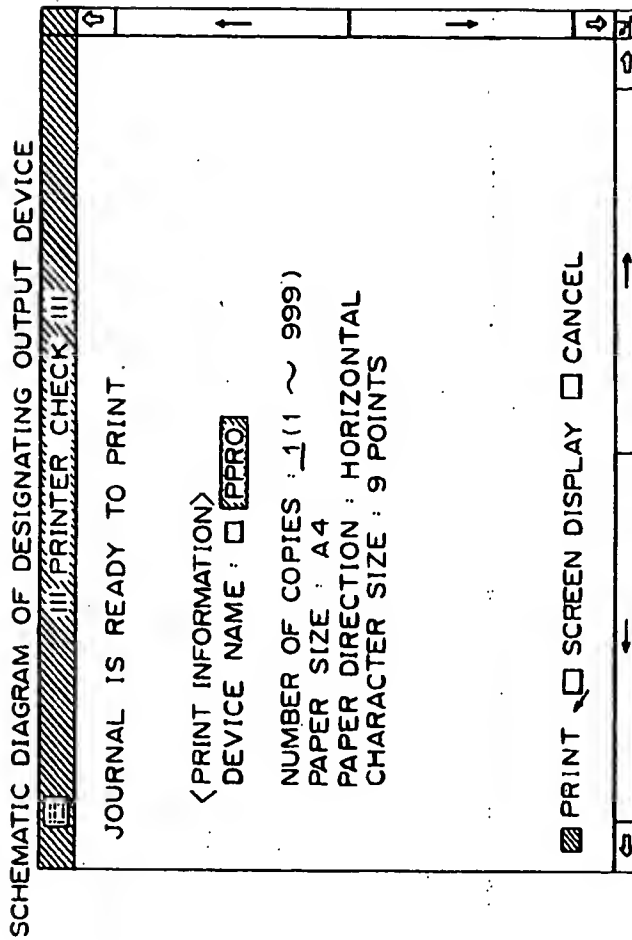 SCHEMATIC DIAGRAM OF DESIGNATING OUTPUT DEVICE
PRINTER CHECK
JOURNAL IS READY TO PRINT.
<PRINT INFORMATION>
DEVICE NAME : □ PPRO
NUMBER OF COPIES : 1 (1 ~ 999)
PAPER SIZE : A4
PAPER DIRECTION : HORIZONTAL
CHARACTER SIZE : 9 POINTS
PRINT □ SCREEN DISPLAY □ CANCEL